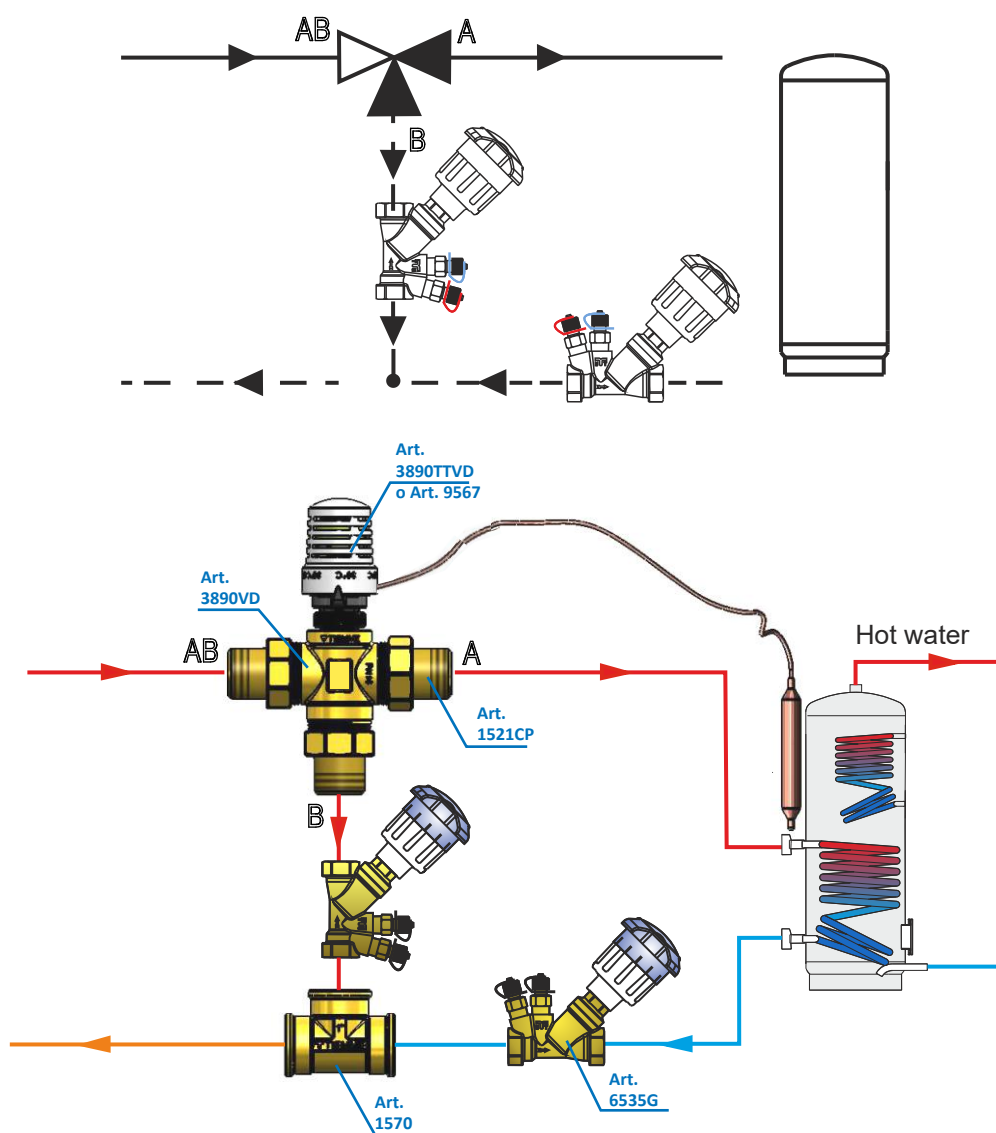 AB
A
B
Art.
3890TTVD
o Art. 9567
Art.
3890VD
AB
A
Hot water
Art.
1521CP
B
Art.
6535G
Art.
1570